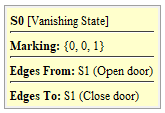 S0 [Vanishing State]
Marking: {0, 0, 1}
Edges From: S1 (Open door)
Edges To: S1 (Close door)